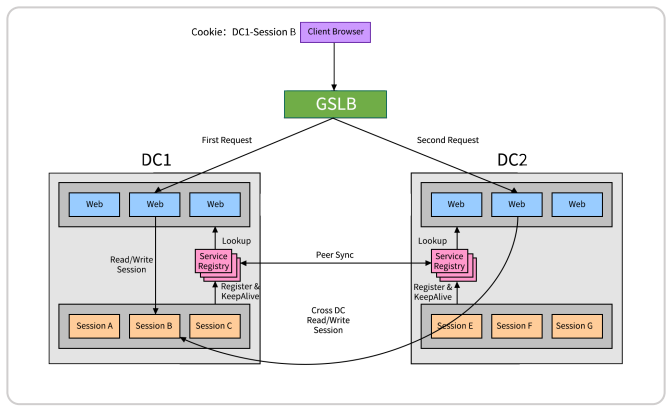 Cookie：DC1-Session B
Client Browser
GSLB
First Request
Second Request
DC1
DC2
Web
Web
Web
Web
Web
Web
Lookup
Lookup
Read/Write
Session
Service
Registry
Peer Sync
Service
Registry
Register &
KeepAlive
Register &
KeepAlive
Cross DC
Read/Write
Session
Session A
Session B
Session C
Session E
Session F
Session G